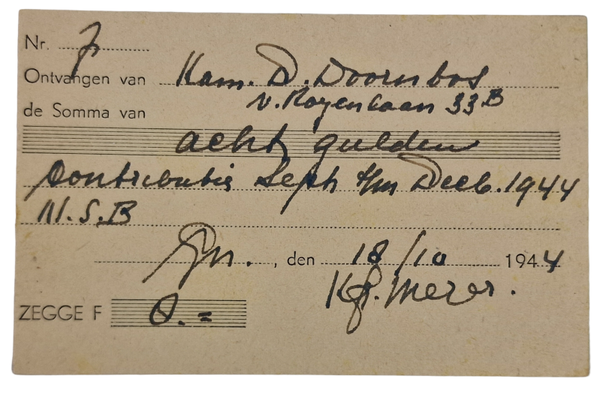 Nr. 7
Ontvangen van Kam. D. Doornbos
v. Royenlaan 33B
de Somma van
acht gulden
Contributie Sept t/m Decb. 1944
N.S.B
Gn. , den 18/10 1944
Meyer.
ZEGGE F 8.=